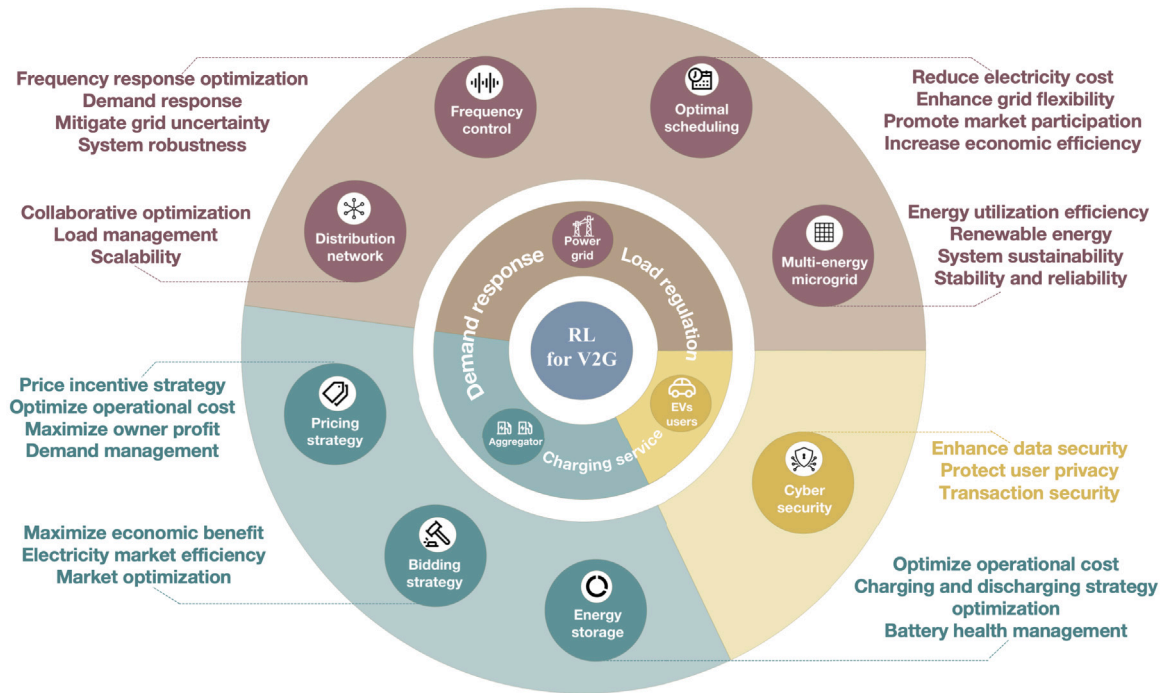 Frequency response optimization
Demand response
Mitigate grid uncertainty
System robustness
Collaborative optimization
Load management
Scalability
Price incentive strategy
Optimize operational cost
Maximize owner profit
Demand management
Maximize economic benefit
Electricity market efficiency
Market optimization
Frequency
control
Optimal
scheduling
Distribution
network
Multi-energy
microgrid
Pricing
strategy
Bidding
strategy
Energy
storage
Cyber
security
Power
grid
Demand response
Load regulation
RL
for V2G
EVs
users
Aggregator
Charging service
Reduce electricity cost
Enhance grid flexibility
Promote market participation
Increase economic efficiency
Energy utilization efficiency
Renewable energy
System sustainability
Stability and reliability
Enhance data security
Protect user privacy
Transaction security
Optimize operational cost
Charging and discharging strategy
optimization
Battery health management